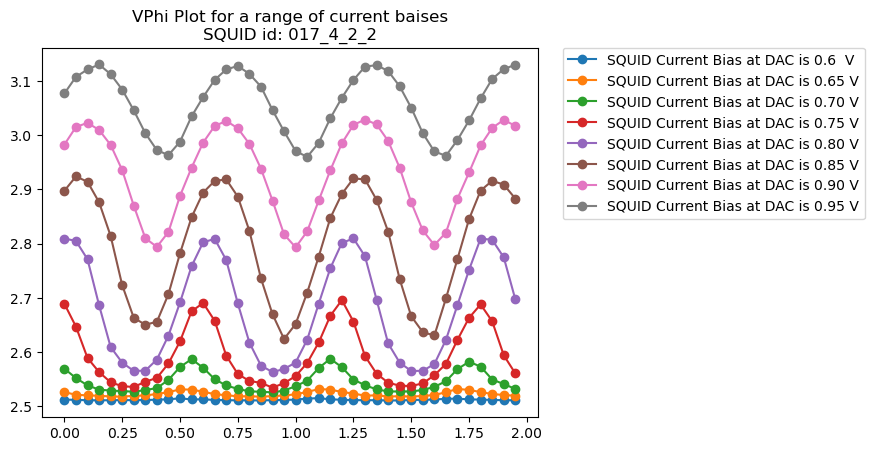 VPhi Plot for a range of current baises
SQUID id: 017_4_2_2
3.1
3.0
2.9
2.8
2.7
2.6
2.5
0.00 0.25 0.50 0.75 1.00 1.25 1.50 1.75 2.00
SQUID Current Bias at DAC is 0.6  V
SQUID Current Bias at DAC is 0.65 V
SQUID Current Bias at DAC is 0.70 V
SQUID Current Bias at DAC is 0.75 V
SQUID Current Bias at DAC is 0.80 V
SQUID Current Bias at DAC is 0.85 V
SQUID Current Bias at DAC is 0.90 V
SQUID Current Bias at DAC is 0.95 V